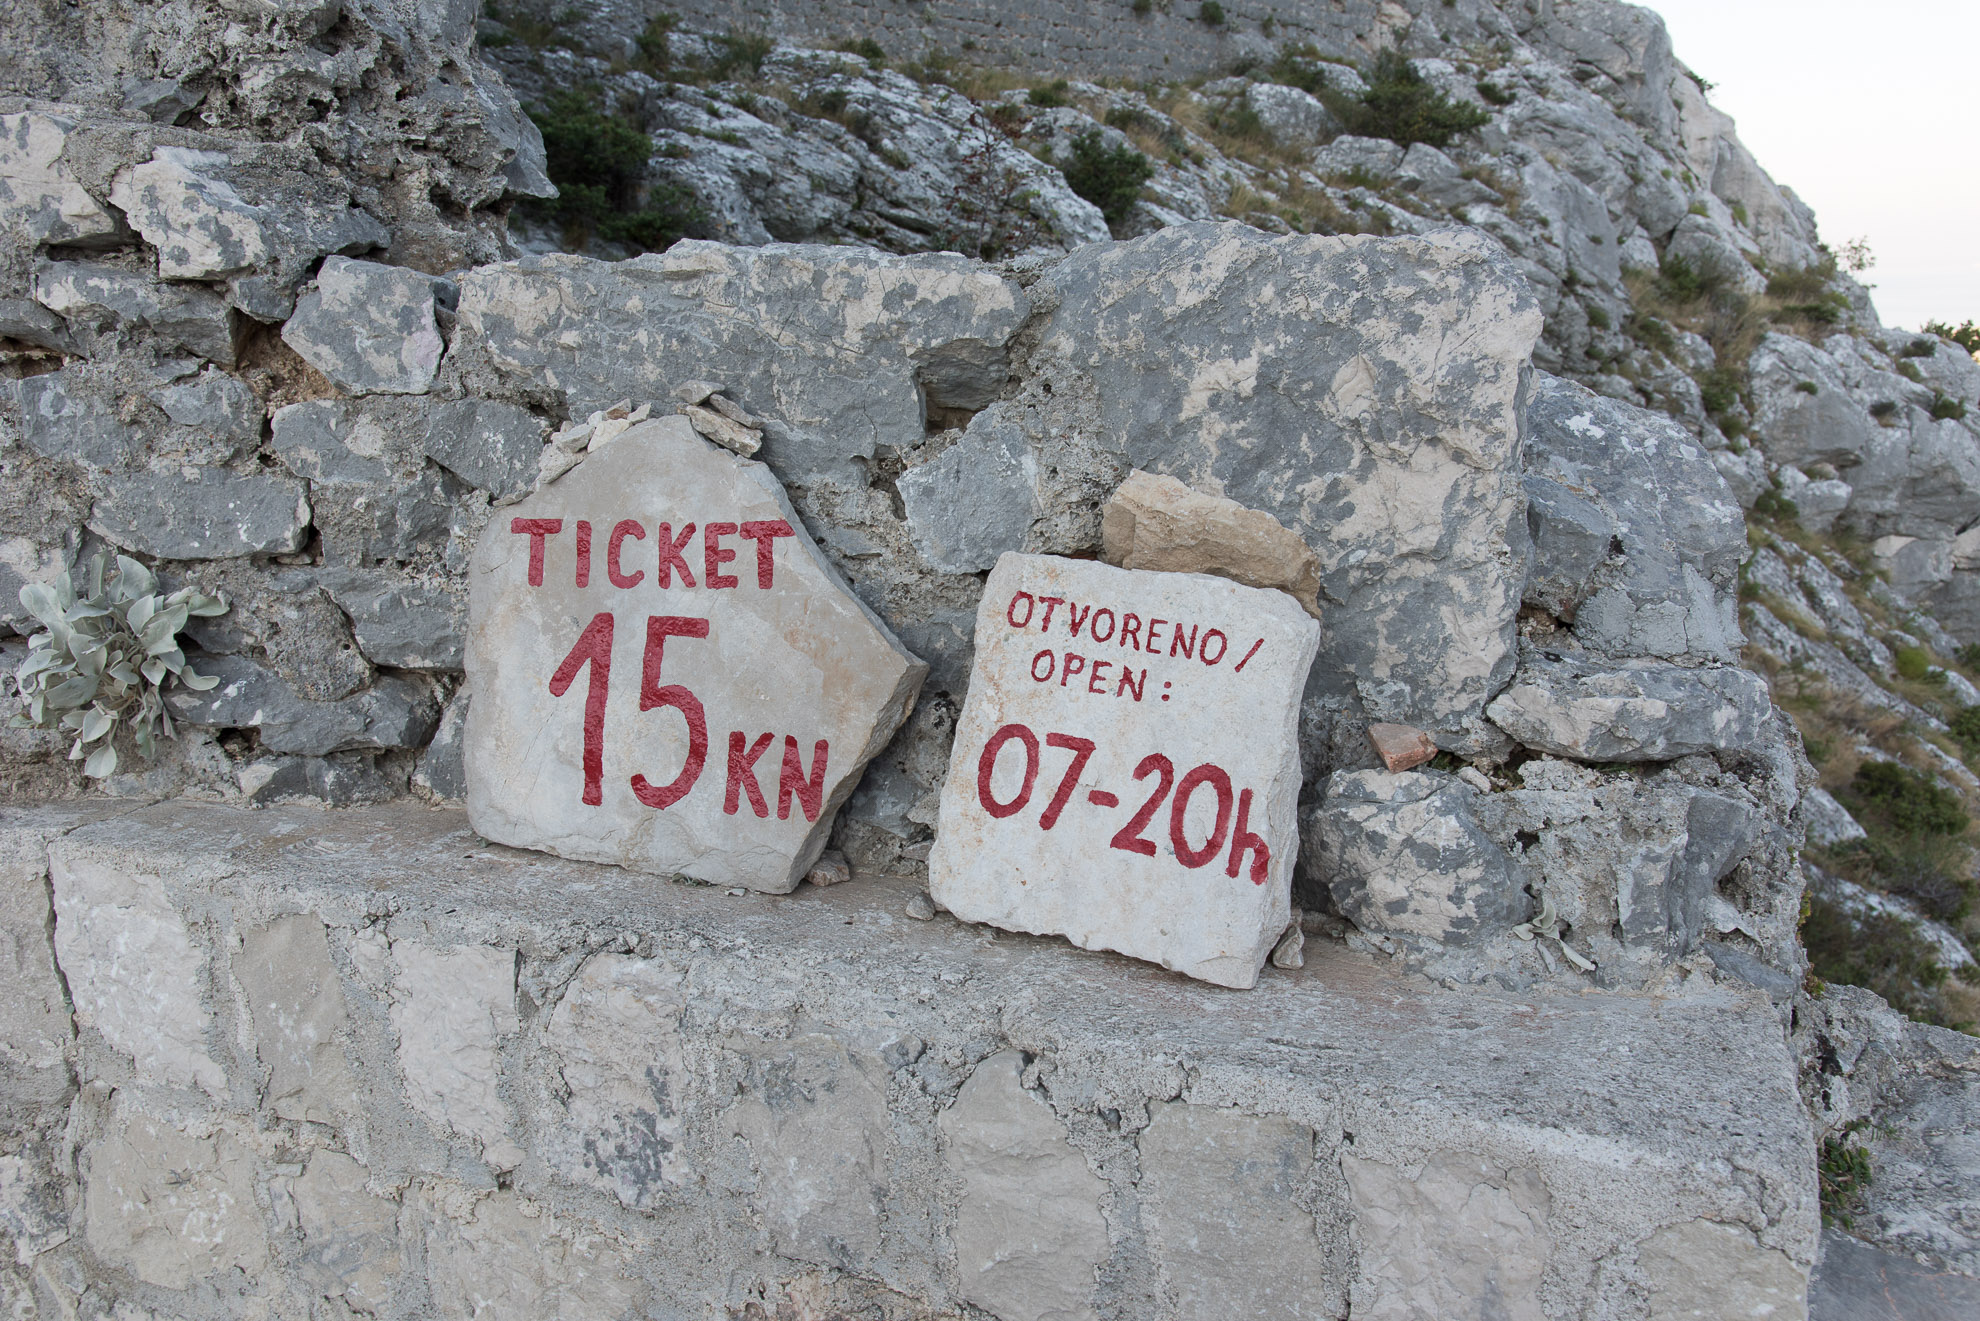 TICKET
15 KN
OTVORENO/
OPEN:
07-20h